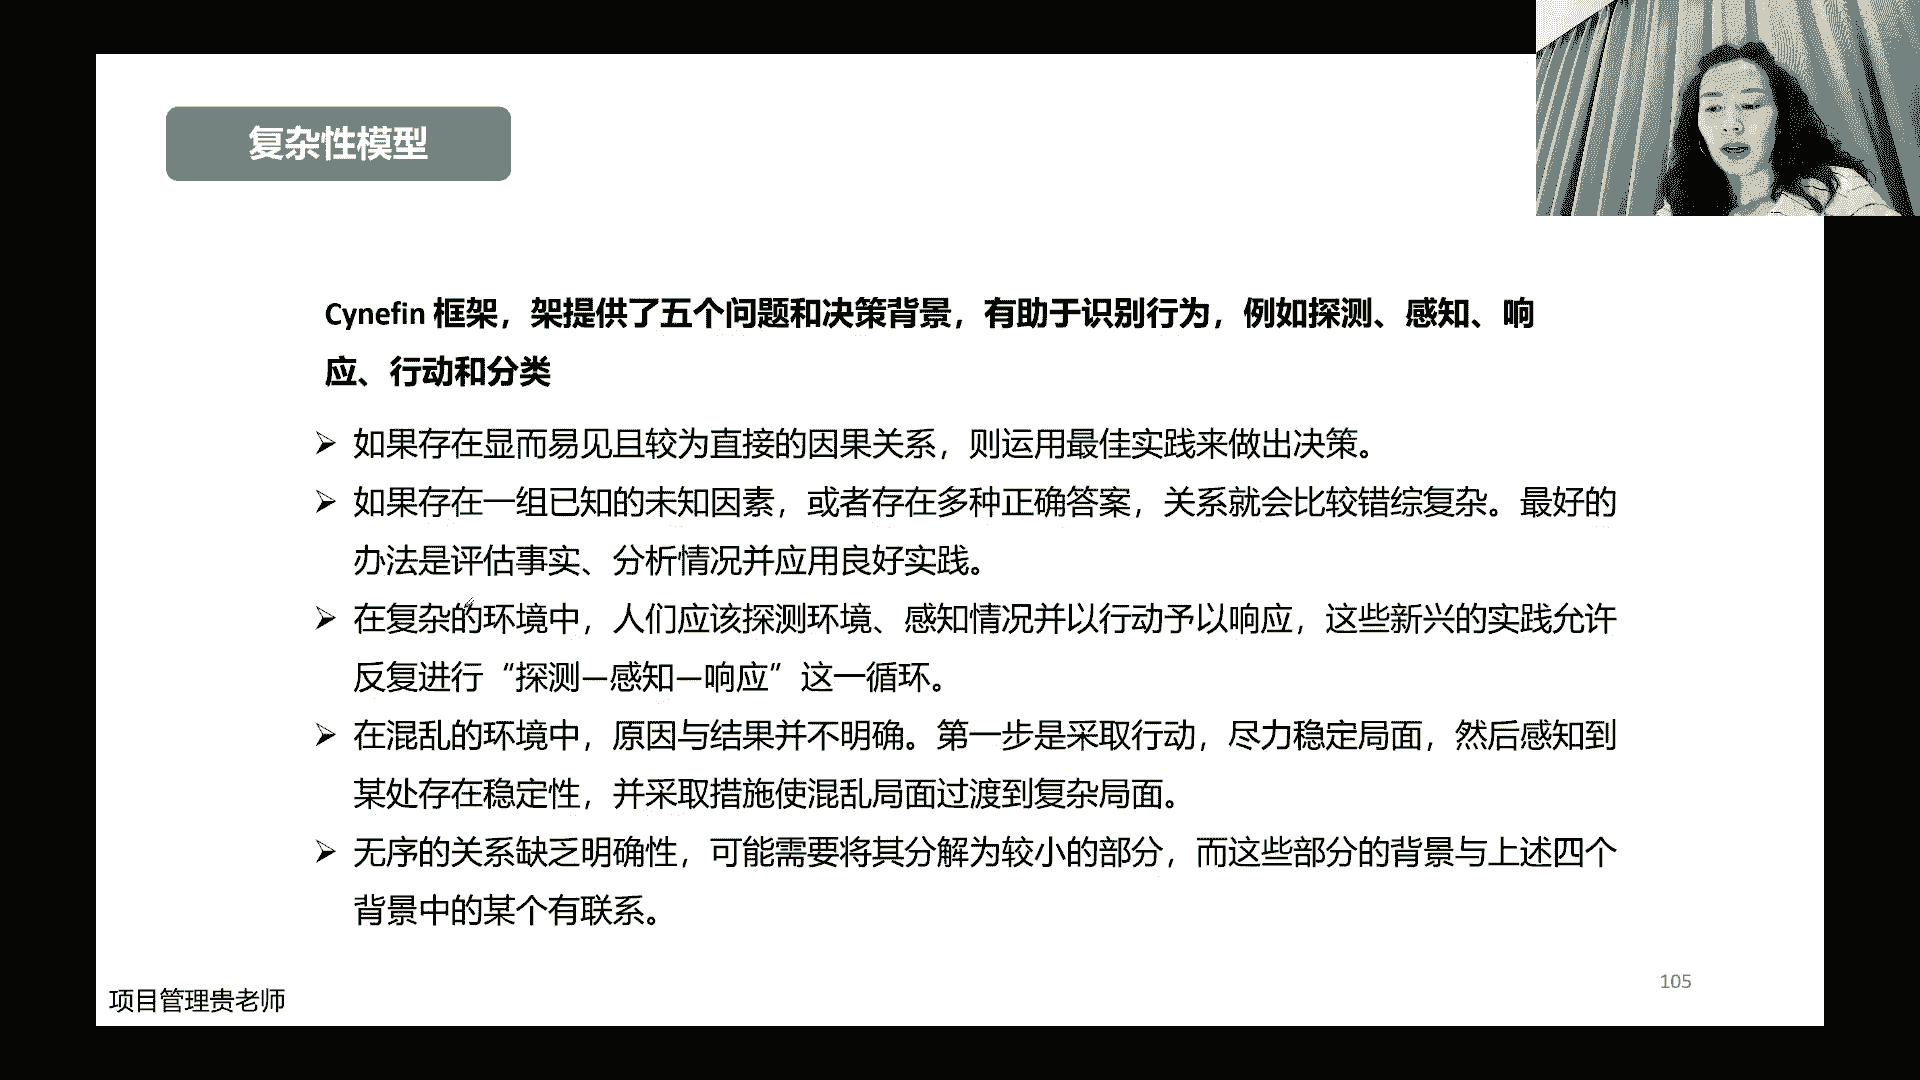 复杂性模型
Cynefin 框架，架提供了五个问题和决策背景，有助于识别行为，例如探测、感知、响
应、行动和分类
➢ 如果存在显而易见且较为直接的因果关系，则运用最佳实践来做出决策。
➢ 如果存在一组已知的未知因素，或者存在多种正确答案，关系就会比较错综复杂。最好的
办法是评估事实、分析情况并应用良好实践。
➢ 在复杂的环境中，人们应该探测环境、感知情况并以行动予以响应，这些新兴的实践允许
反复进行“探测—感知—响应”这一循环。
➢ 在混乱的环境中，原因与结果并不明确。第一步是采取行动，尽力稳定局面，然后感知到
某处存在稳定性，并采取措施使混乱局面过渡到复杂局面。
➢ 无序的关系缺乏明确性，可能需要将其分解为较小的部分，而这些部分的背景与上述四个
背景中的某个有联系。
105
项目管理贵老师